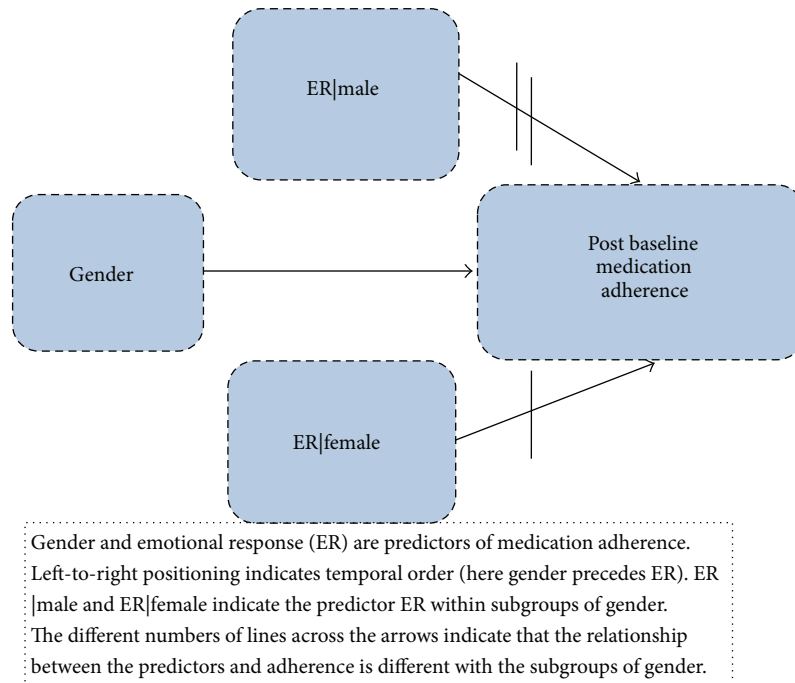 ER|male
Gender
Post baseline
medication
adherence
ER|female
Gender and emotional response (ER) are predictors of medication adherence.
Left-to-right positioning indicates temporal order (here gender precedes ER). ER
|male and ER|female indicate the predictor ER within subgroups of gender.
The different numbers of lines across the arrows indicate that the relationship
between the predictors and adherence is different with the subgroups of gender.